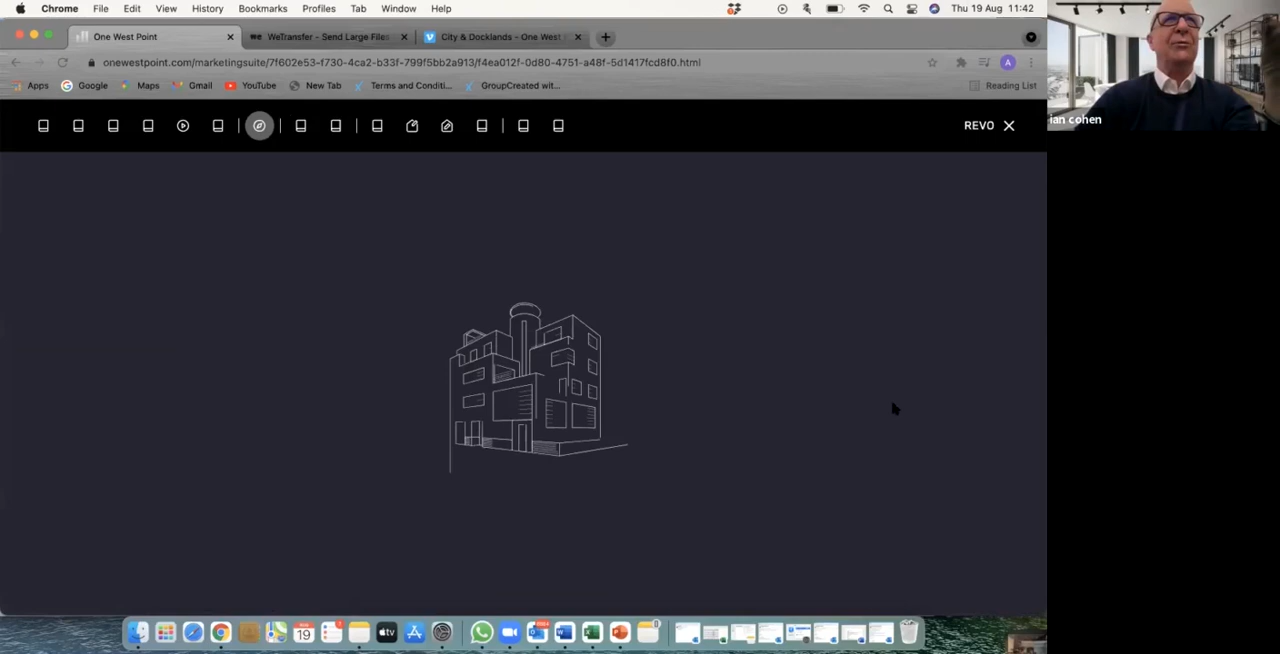 Chrome File Edit View History Bookmarks Profiles Tab Window Help Thu 19 Aug 11:42
One West Point
WeTransfer - Send Large Files
City & Docklands - One West
onewestpoint.com/marketingsuite/7f602e53-f730-4ca2-b33f-799f5bb2a913/f4ea012f-0d80-4751-a48f-5d1417fcd8f0.html
A
Apps Google Maps Gmail YouTube New Tab Terms and Conditi... GroupCreated wit... Reading List
REVO
ian cohen
AUG
19
tv